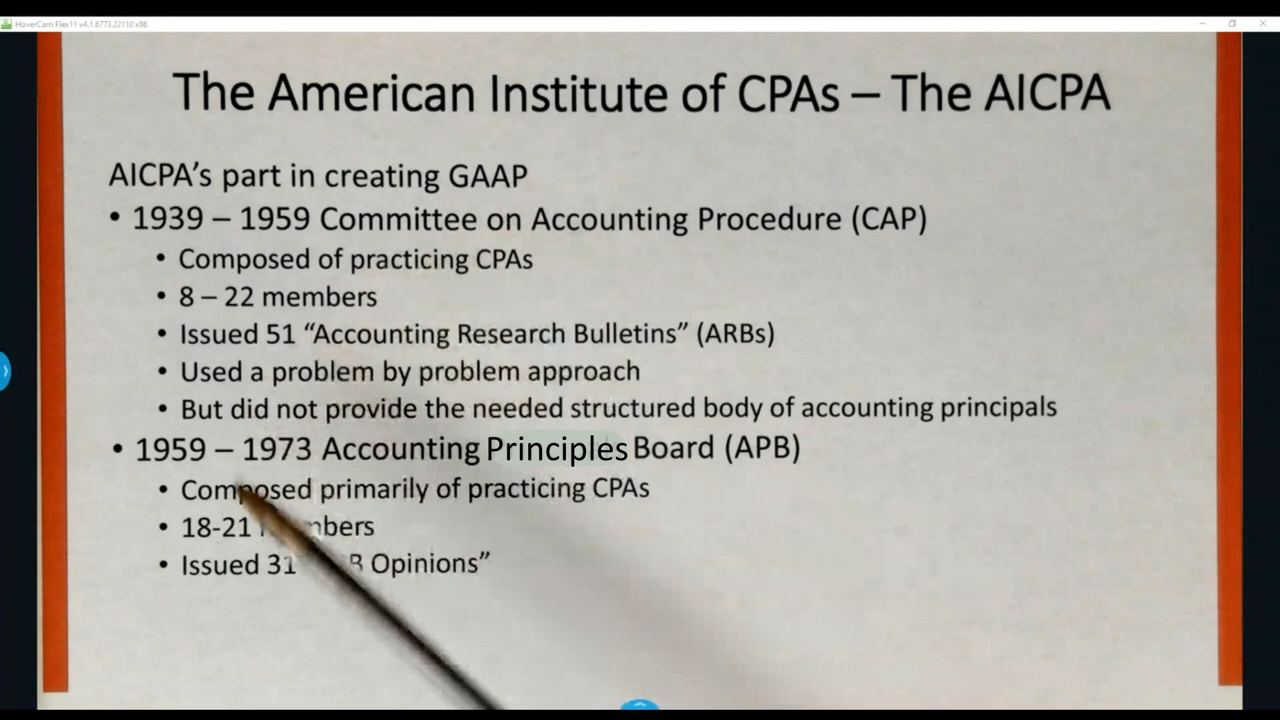 HoverCam Flex11 v4.1.6773.22110 x86
The American Institute of CPAs – The AICPA
AICPA’s part in creating GAAP
• 1939 – 1959 Committee on Accounting Procedure (CAP)
• Composed of practicing CPAs
• 8 – 22 members
• Issued 51 “Accounting Research Bulletins” (ARBs)
• Used a problem by problem approach
• But did not provide the needed structured body of accounting principals
• 1959 – 1973 Accounting Principles Board (APB)
• Composed primarily of practicing CPAs
• 18-21
• Issued 31 Opinions”